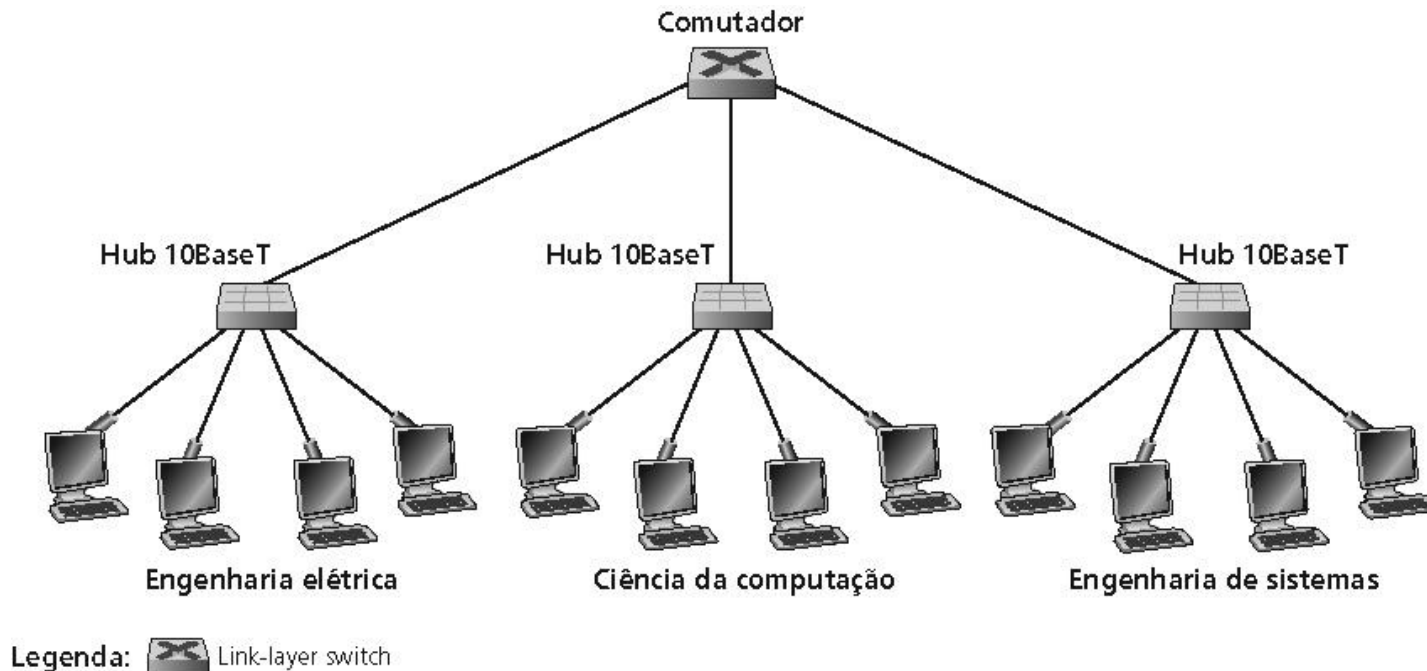 Comutador
Hub 10BaseT
Hub 10BaseT
Hub 10BaseT
Engenharia elétrica
Ciência da computação
Engenharia de sistemas
Legenda: Link-layer switch